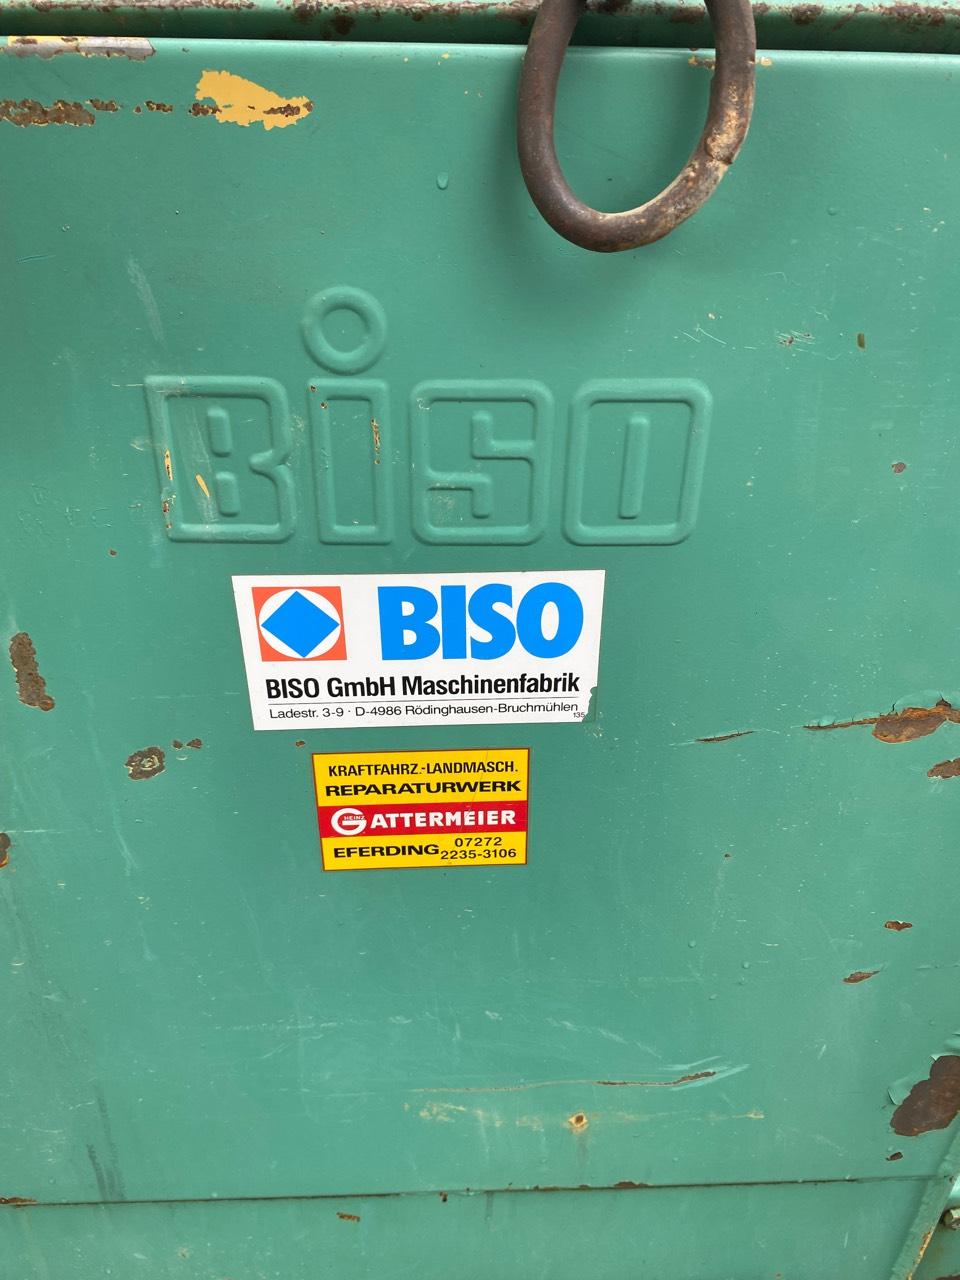 BiSO
BISO
BISO GmbH Maschinenfabrik
Ladestr. 3-9 · D-4986 Rödinghausen-Bruchmühlen
135
KRAFTFAHRZ.-LANDMASCH.
REPARATURWERK
HEINZ GATTERMEIER
EFERDING 07272
2235-3106